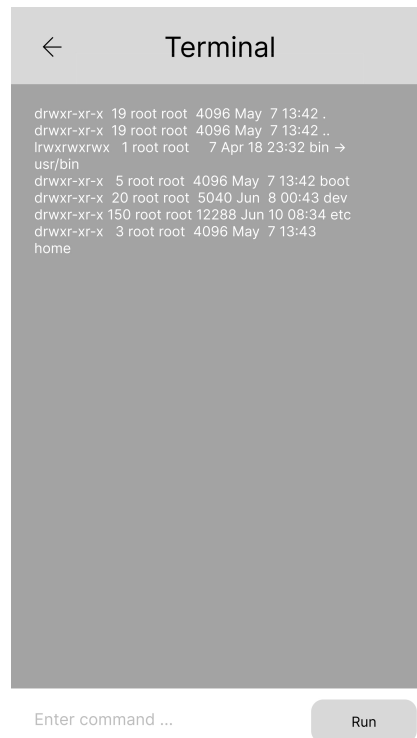 Terminal
drwxr-xr-x  19 root root  4096 May  7 13:42 .
drwxr-xr-x  19 root root  4096 May  7 13:42 ..
lrwxrwxrwx   1 root root     7 Apr 18 23:32 bin →
usr/bin
drwxr-xr-x   5 root root  4096 May  7 13:42 boot
drwxr-xr-x  20 root root  5040 Jun  8 00:43 dev
drwxr-xr-x 150 root root 12288 Jun 10 08:34 etc
drwxr-xr-x   3 root root  4096 May  7 13:43
home
Enter command ...
Run